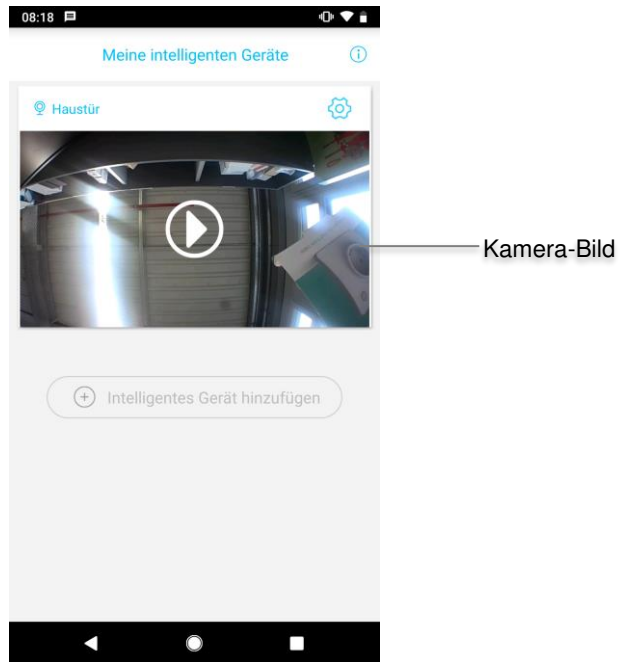 08:18
Meine intelligenten Geräte
Haustür
Kamera-Bild
Intelligentes Gerät hinzufügen